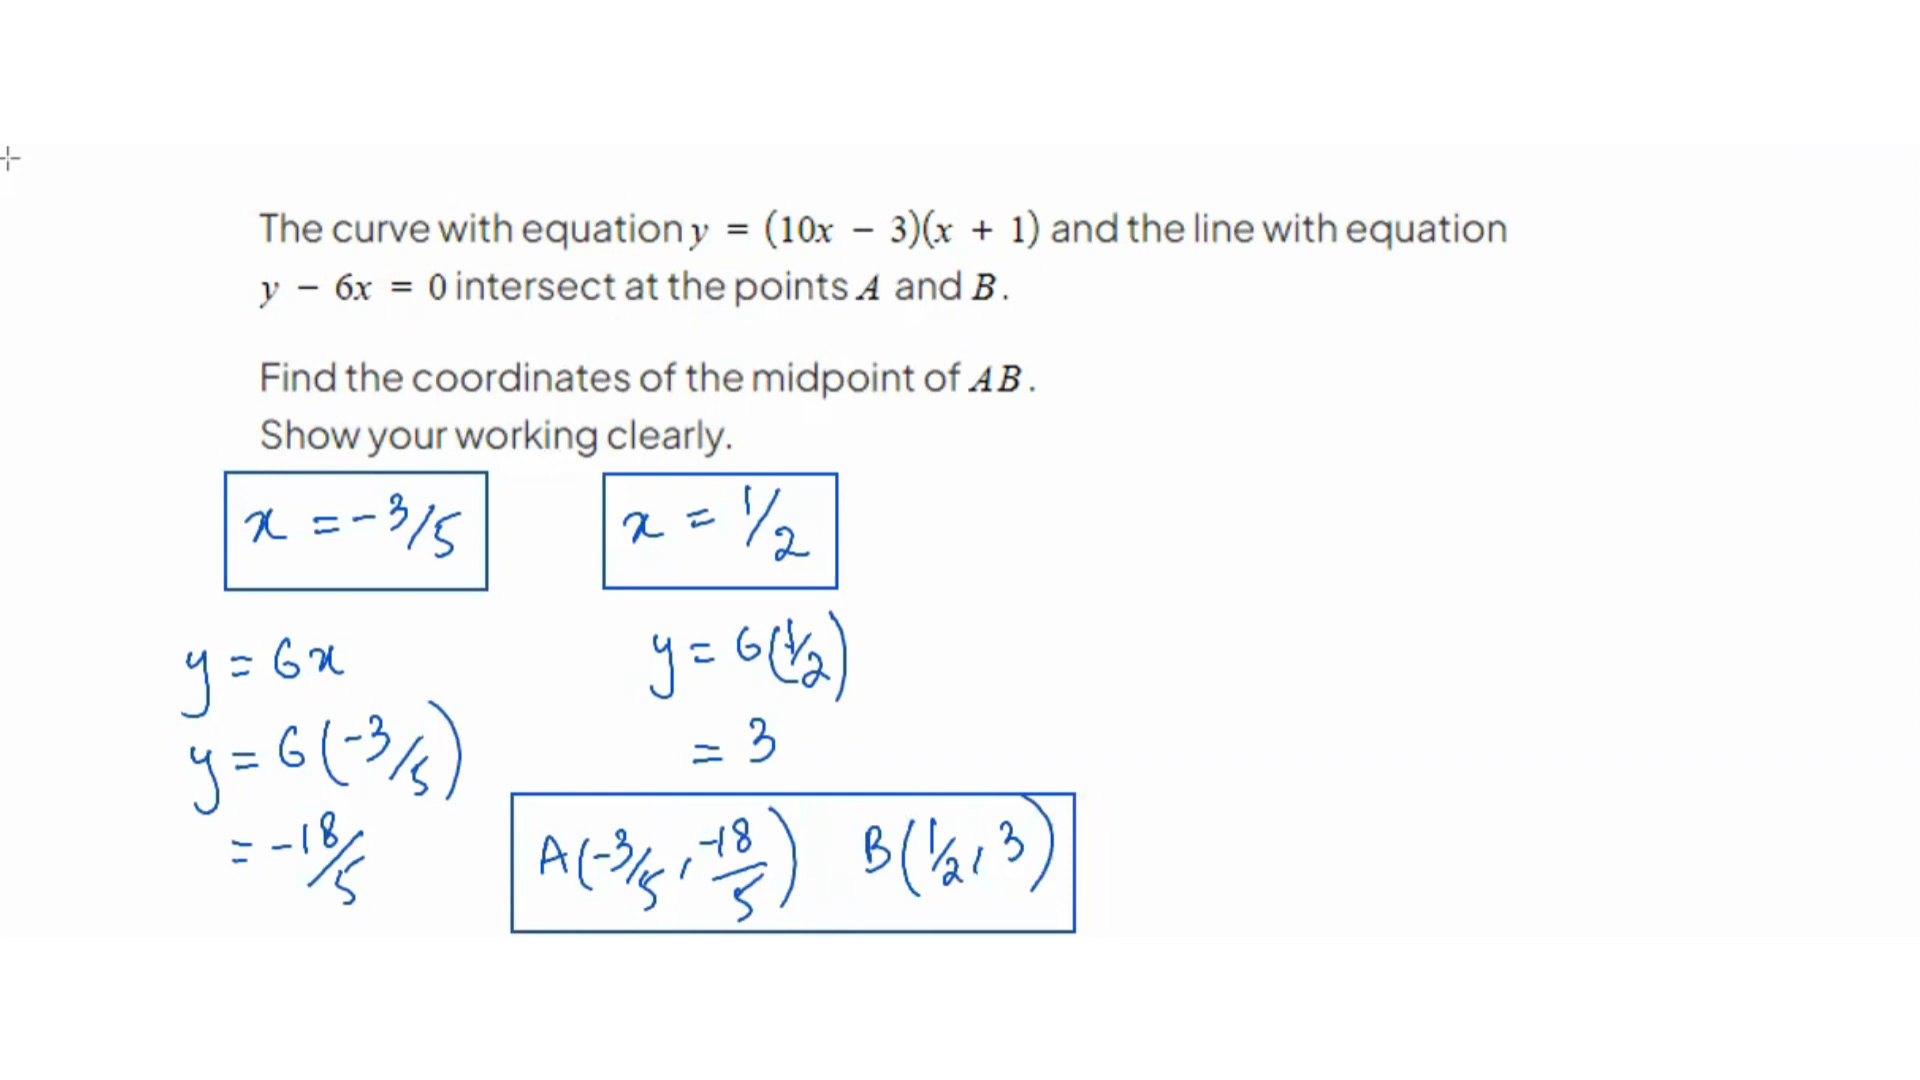 The curve with equation y = (10x − 3)(x + 1) and the line with equation
y − 6x = 0 intersect at the points A and B.
Find the coordinates of the midpoint of AB.
Show your working clearly.
x = -3/5
x = 1/2
y = 6x
y = 6(1/2)
y = 6(-3/5)
= 3
= -18/5
A(-3/5, -18/5) B(1/2, 3)